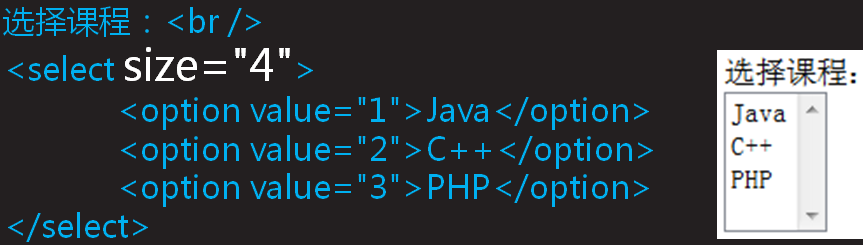 选择课程：<br />
<select size="4">
<option value="1">Java</option>
<option value="2">C++</option>
<option value="3">PHP</option>
</select>
选择课程：
Java
C++
PHP